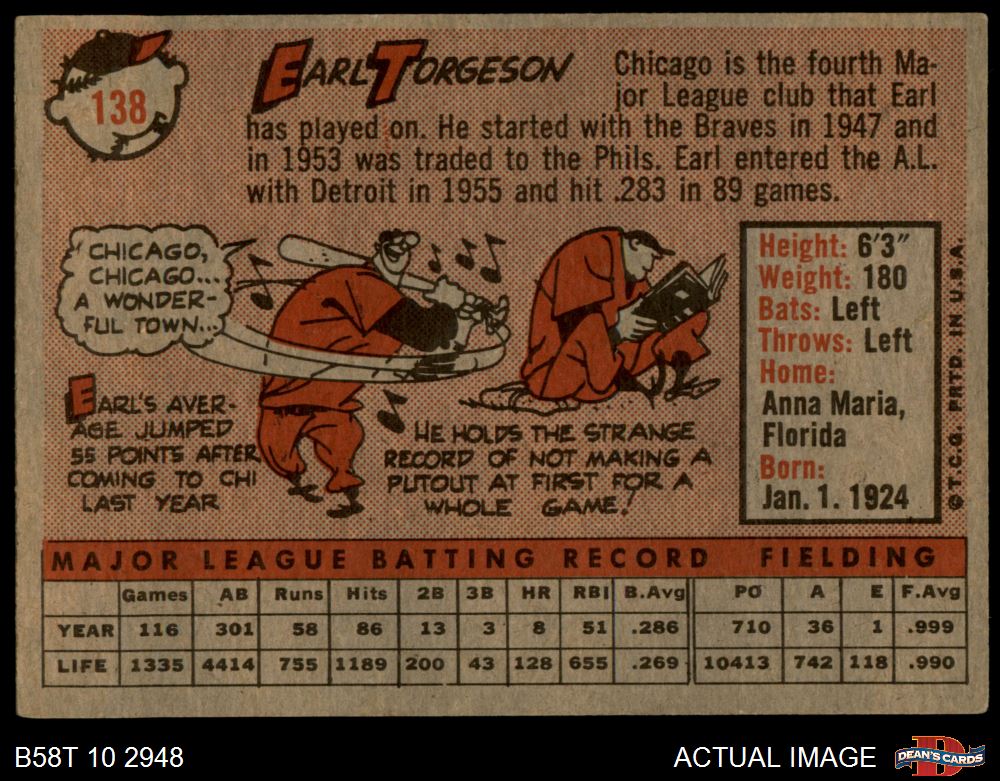 138
EARL TORGESON
Chicago is the fourth Ma-
jor League club that Earl
has played on. He started with the Braves in 1947 and
in 1953 was traded to the Phils. Earl entered the A.L.
with Detroit in 1955 and hit .283 in 89 games.
CHICAGO,
CHICAGO...
A WONDER-
FUL TOWN...
EARL'S AVER-
AGE JUMPED
55 POINTS AFTER
COMING TO CHI
LAST YEAR
HE HOLDS THE STRANGE
RECORD OF NOT MAKING A
PUTOUT AT FIRST FOR A
WHOLE GAME!
Height: 6'3"
Weight: 180
Bats: Left
Throws: Left
Home:
Anna Maria,
Florida
Born:
Jan. 1. 1924
© T.C.G. PRTD. IN U.S.A.
MAJOR LEAGUE BATTING RECORD FIELDING
Games AB Runs Hits 2B 3B HR RBI B.Avg PO A E F.Avg
YEAR 116 301 58 86 13 3 8 51 .286 710 36 1 .999
LIFE 1335 4414 755 1189 200 43 128 655 .269 10413 742 118 .990
B58T 10 2948
ACTUAL IMAGE
D
DEAN'S CARDS